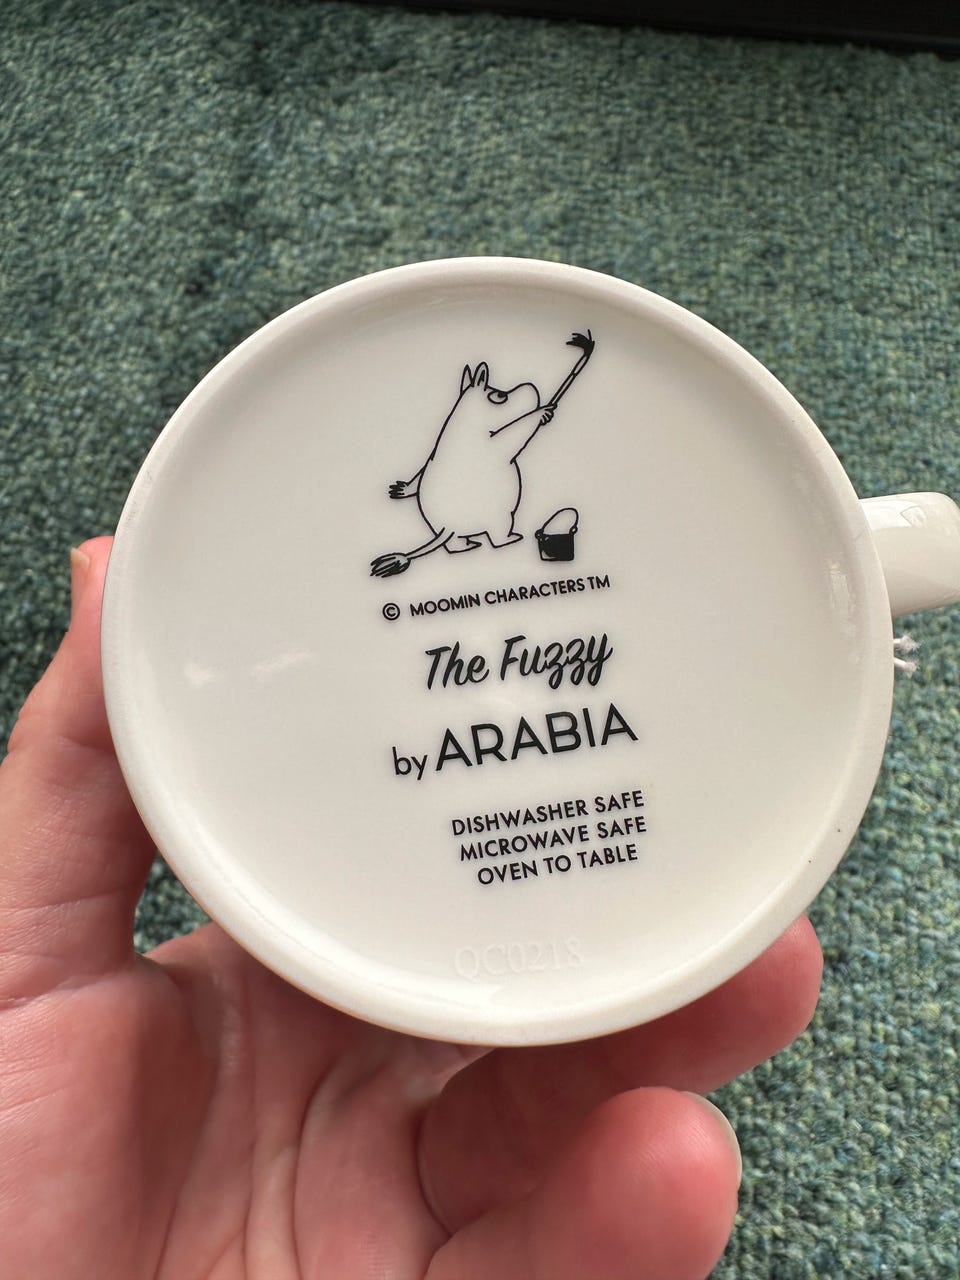 © MOOMIN CHARACTERS TM
The Fuzzy
by ARABIA
DISHWASHER SAFE
MICROWAVE SAFE
OVEN TO TABLE
QC0218